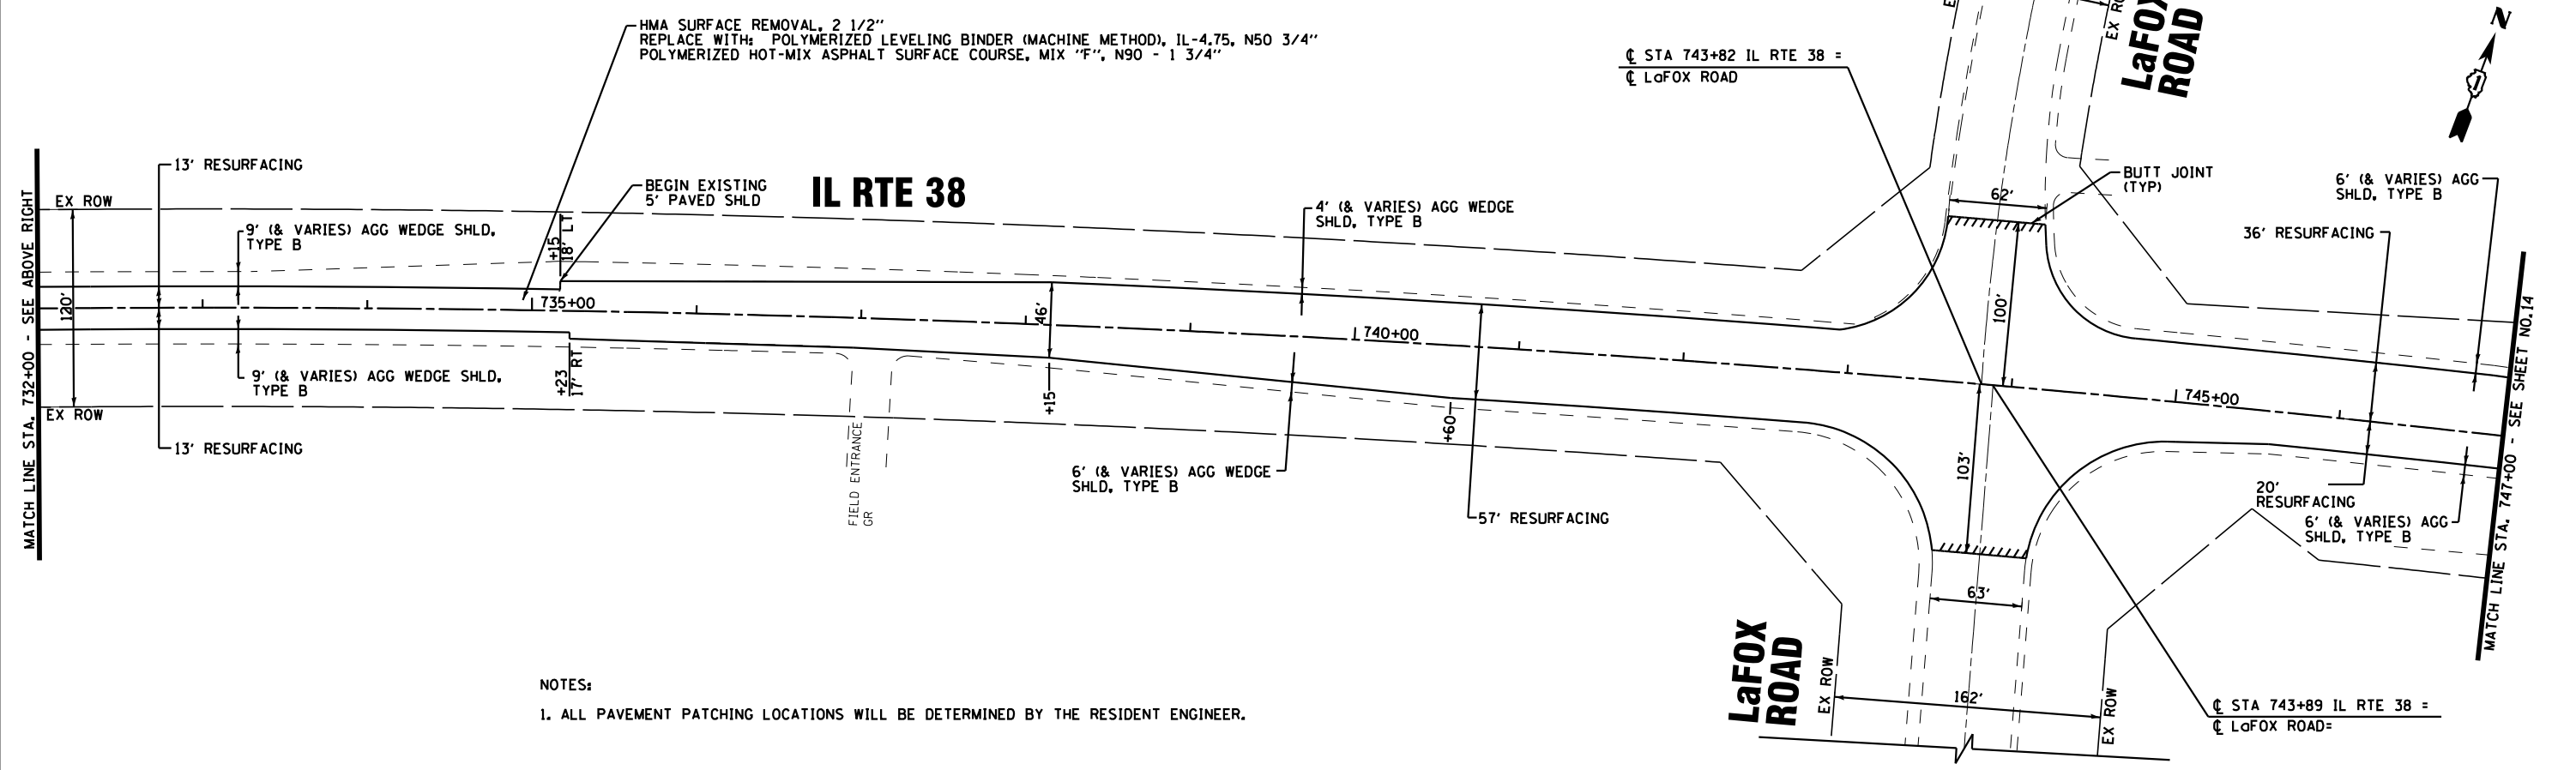 HMA SURFACE REMOVAL, 2 1/2"
REPLACE WITH: POLYMERIZED LEVELING BINDER (MACHINE METHOD), IL-4.75, N50 3/4"
POLYMERIZED HOT-MIX ASPHALT SURFACE COURSE, MIX "F", N90 - 1 3/4"
℄ STA 743+82 IL RTE 38 =
℄ LaFOX ROAD
EX ROW
LaFOX
ROAD
N
1
MATCH LINE STA. 732+00 - SEE ABOVE RIGHT
13' RESURFACING
EX ROW
9' (& VARIES) AGG WEDGE SHLD,
TYPE B
+15
18' LT
BEGIN EXISTING
5' PAVED SHLD
IL RTE 38
4' (& VARIES) AGG WEDGE
SHLD, TYPE B
62'
BUTT JOINT
(TYP)
6' (& VARIES) AGG
SHLD, TYPE B
36' RESURFACING
120'
735+00
46'
740+00
100'
745+00
MATCH LINE STA. 747+00 - SEE SHEET NO.14
9' (& VARIES) AGG WEDGE SHLD,
TYPE B
+23
17' RT
+15
+60
EX ROW
13' RESURFACING
FIELD ENTRANCE
GR
6' (& VARIES) AGG WEDGE
SHLD, TYPE B
57' RESURFACING
103'
20'
RESURFACING
6' (& VARIES) AGG
SHLD, TYPE B
63'
LaFOX
ROAD
EX ROW
162'
EX ROW
℄ STA 743+89 IL RTE 38 =
℄ LaFOX ROAD=
NOTES:
1. ALL PAVEMENT PATCHING LOCATIONS WILL BE DETERMINED BY THE RESIDENT ENGINEER.